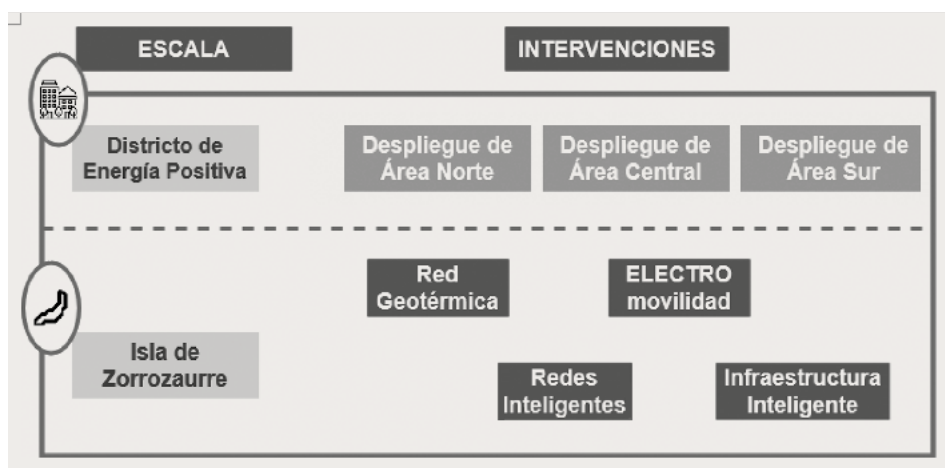 ESCALA
INTERVENCIONES
Districto de
Energía Positiva
Despliegue de
Área Norte
Despliegue de
Área Central
Despliegue de
Área Sur
Red
Geotérmica
ELECTRO
movilidad
Isla de
Zorrozaurre
Redes
Inteligentes
Infraestructura
Inteligente